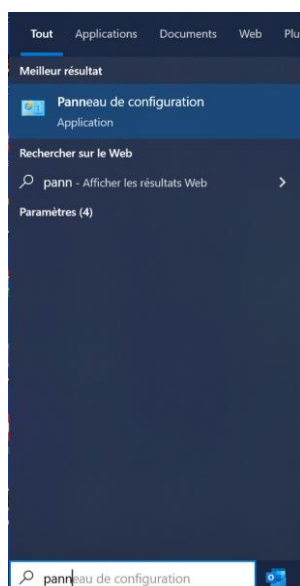 Tout Applications Documents Web Plu
Meilleur résultat
Panneau de configuration
Application
Rechercher sur le Web
pann - Afficher les résultats Web
Paramètres (4)
panneau de configuration